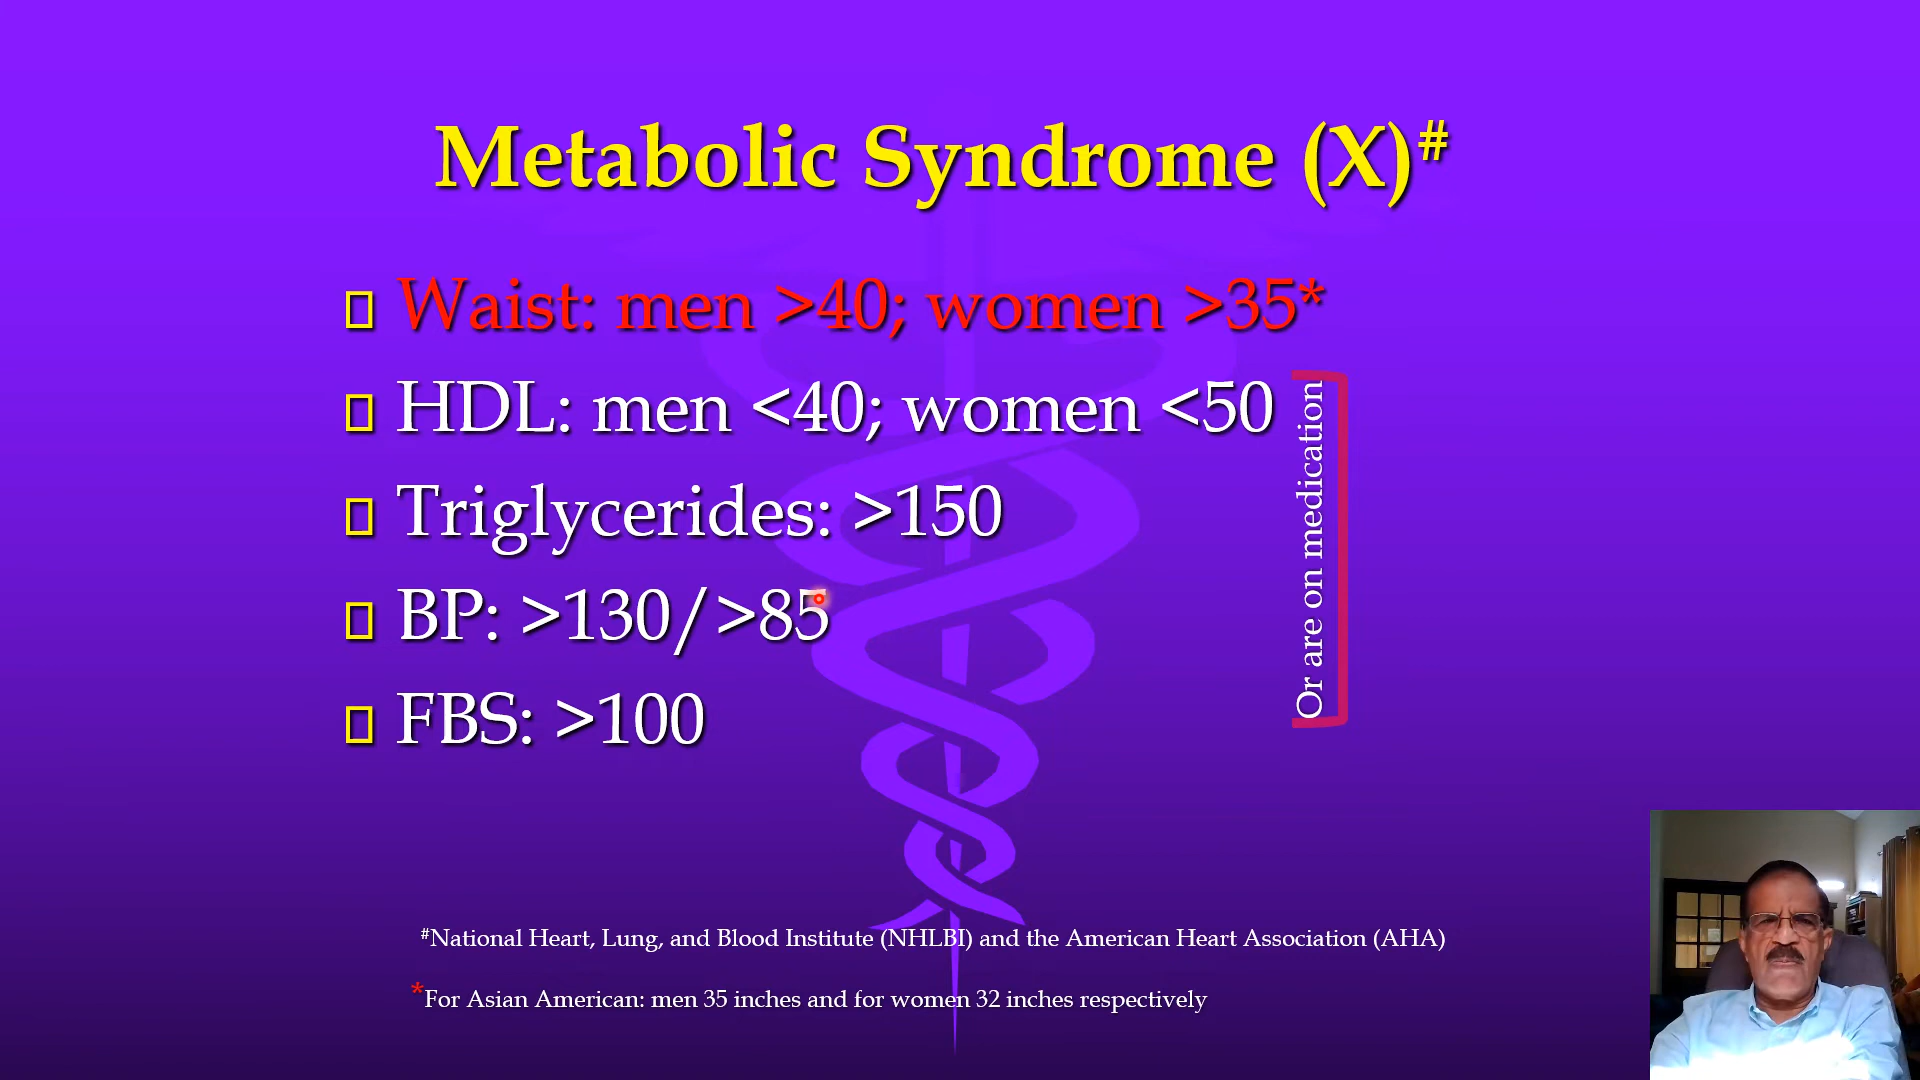 Metabolic Syndrome (X)#
Waist: men >40; women >35*
HDL: men <40; women <50
Triglycerides: >150
BP: >130/>85
FBS: >100
Or are on medication
#National Heart, Lung, and Blood Institute (NHLBI) and the American Heart Association (AHA)
*For Asian American: men 35 inches and for women 32 inches respectively